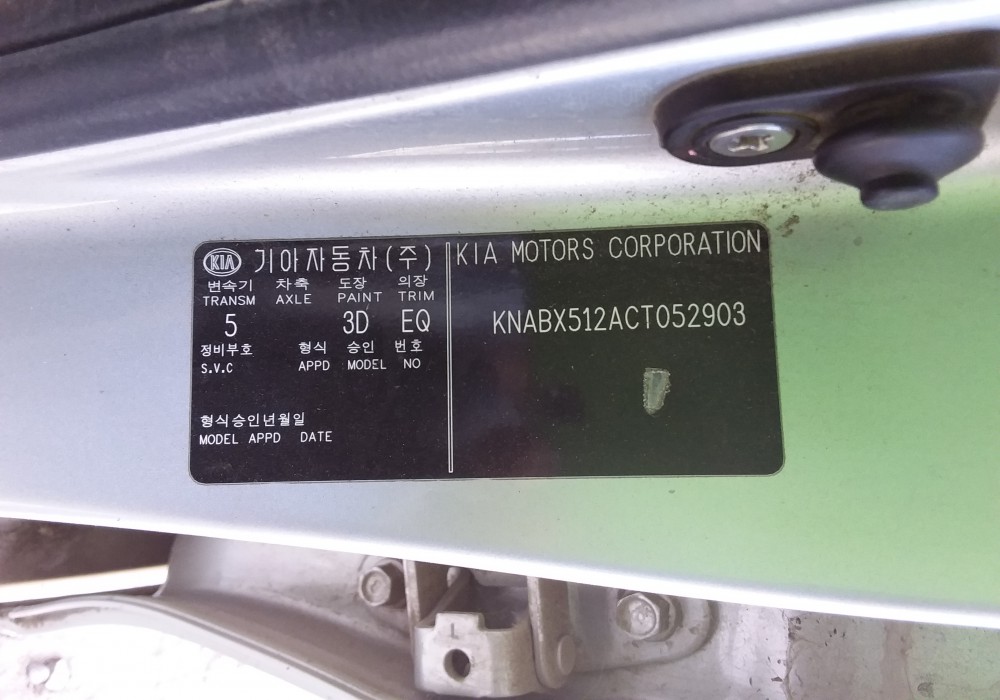 KIA 기아자동차(주) KIA MOTORS CORPORATION
변속기 차축 도장 의장
TRANSM AXLE PAINT TRIM
5 3D EQ
KNABX512ACT052903
정비부호 형식 승인 번호
S.V.C APPD MODEL NO
형식승인년월일
MODEL APPD DATE
L